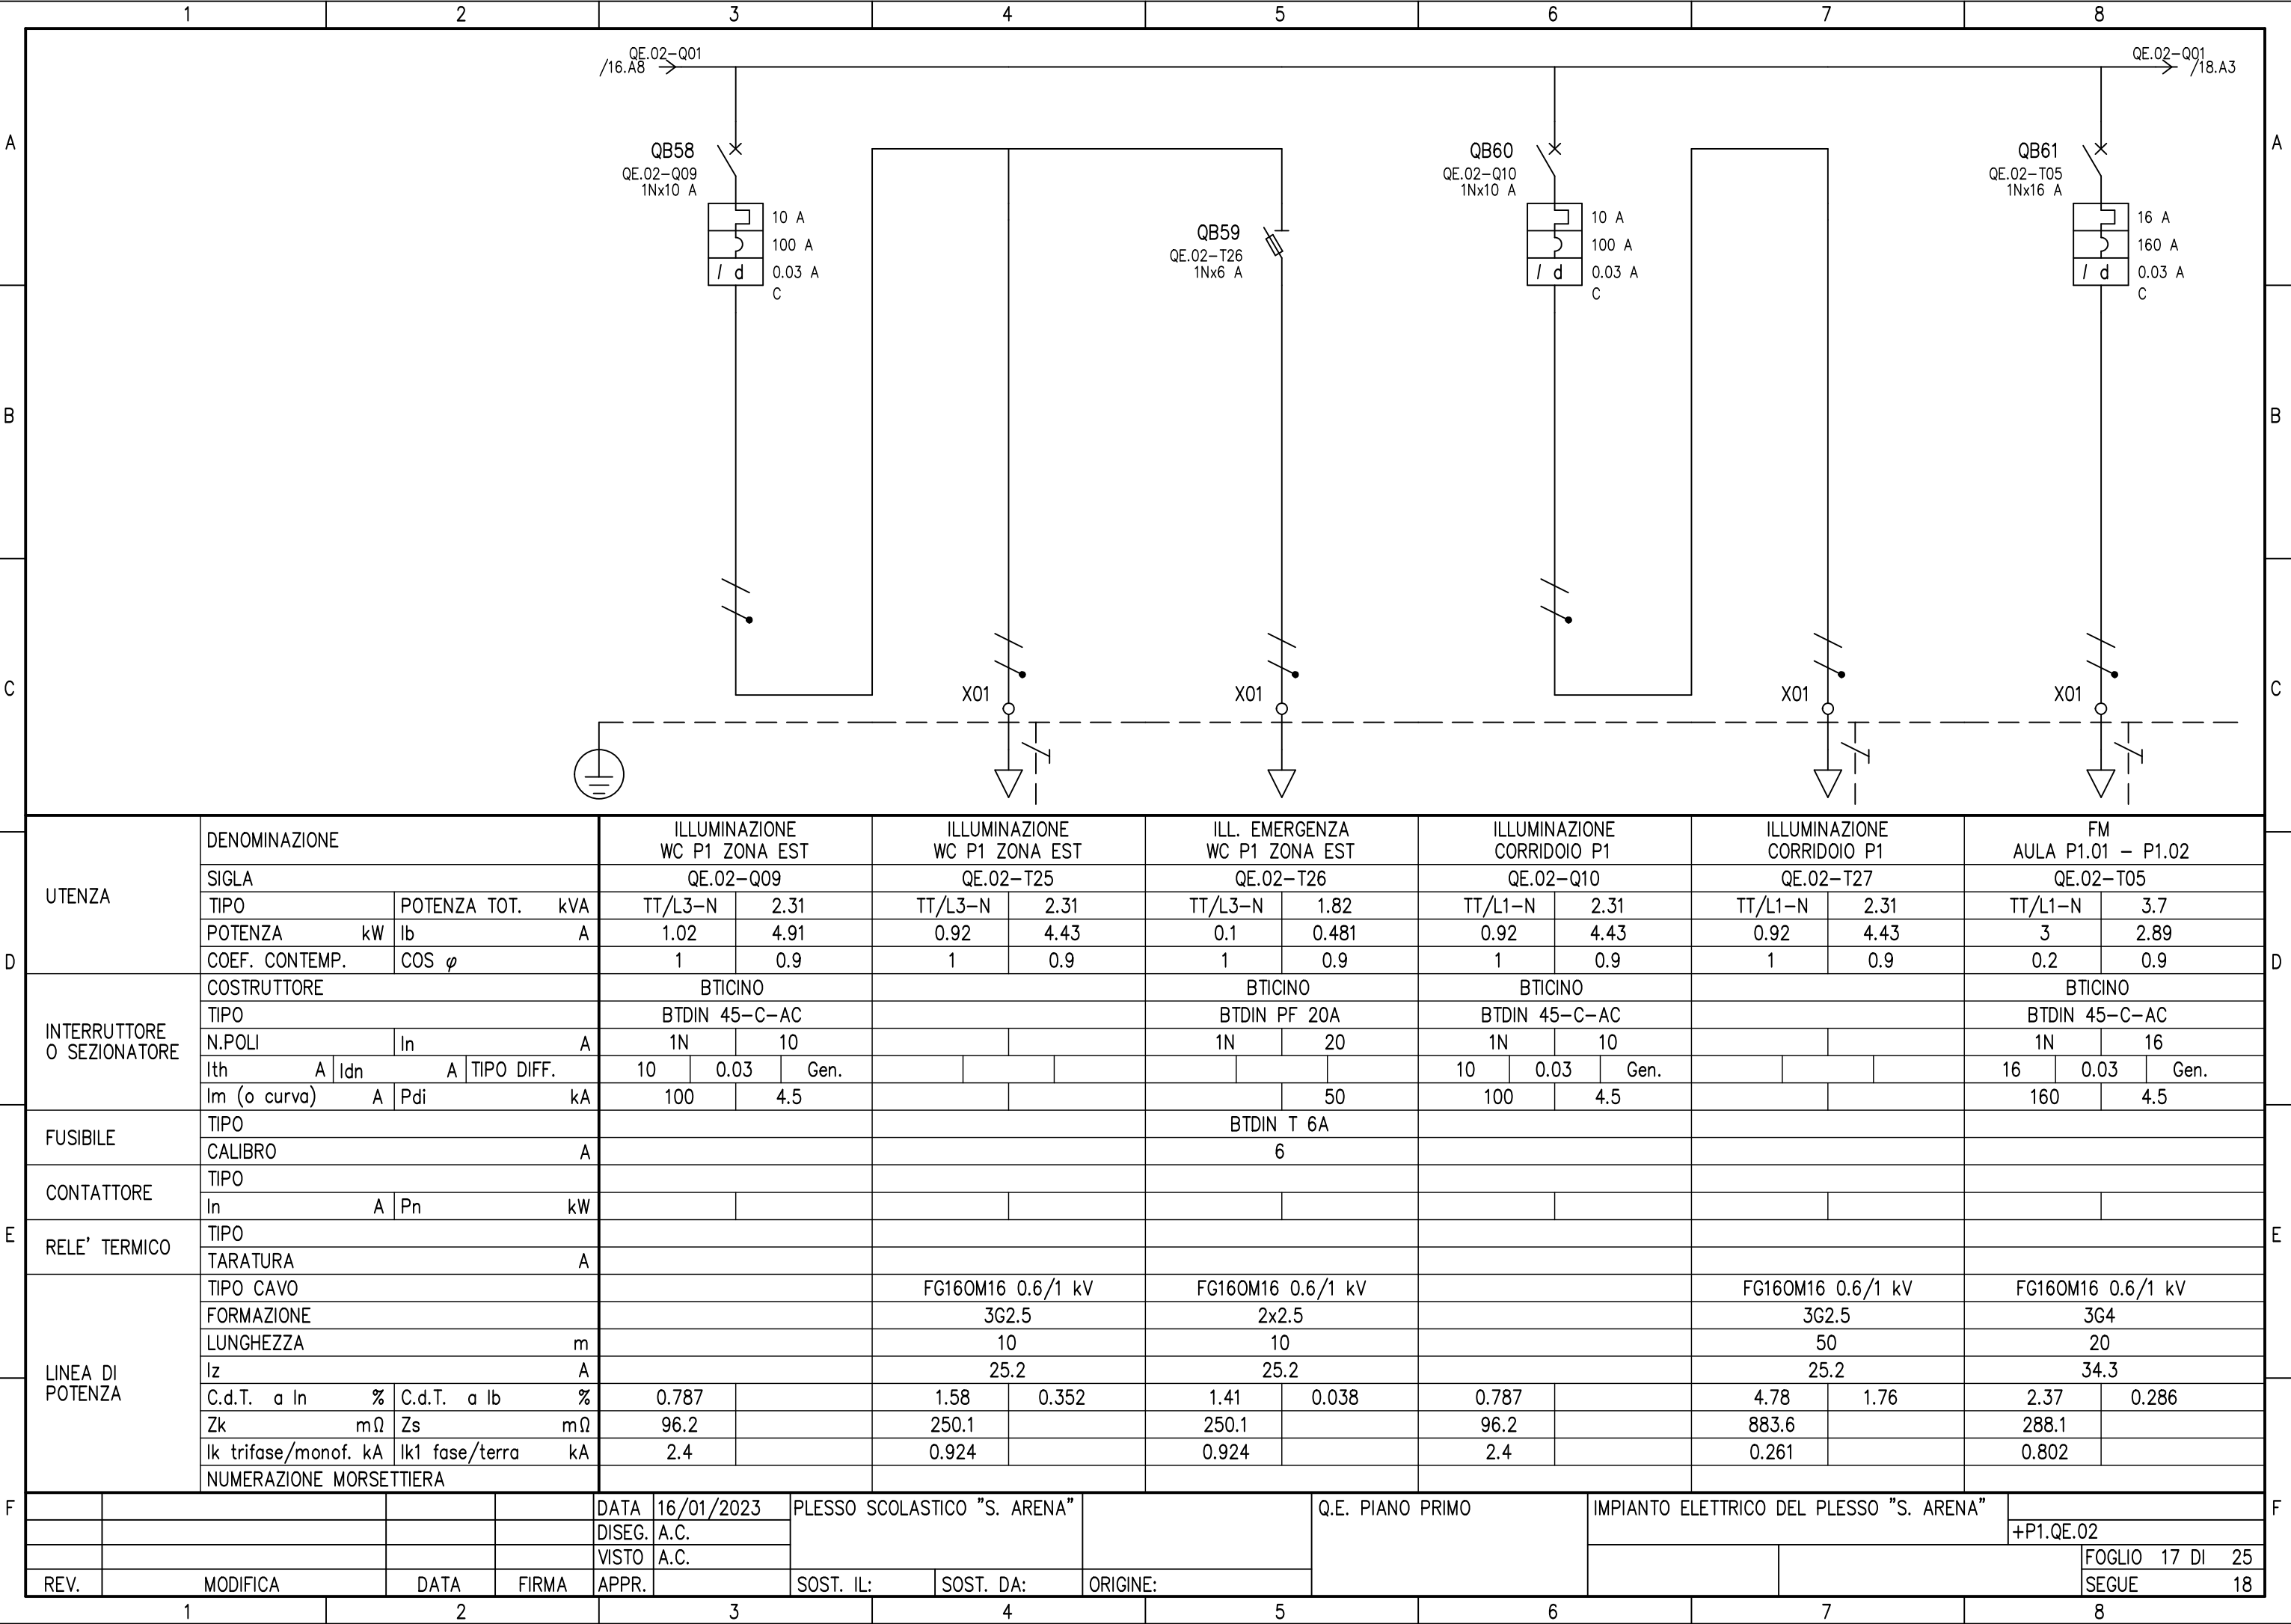 1 2 3 4 5 6 7 8
QE.02-Q01
/16.A8
QE.02-Q01
/18.A3
A A
QB58
QE.02-Q09
1Nx10 A
10 A
100 A
I d 0.03 A
C
QB59
QE.02-T26
1Nx6 A
QB60
QE.02-Q10
1Nx10 A
10 A
100 A
I d 0.03 A
C
QB61
QE.02-T05
1Nx16 A
16 A
160 A
I d 0.03 A
C
B B
C C
X01 X01 X01 X01
UTENZA
DENOMINAZIONE
ILLUMINAZIONE
WC P1 ZONA EST
ILLUMINAZIONE
WC P1 ZONA EST
ILL. EMERGENZA
WC P1 ZONA EST
ILLUMINAZIONE
CORRIDOIO P1
ILLUMINAZIONE
CORRIDOIO P1
FM
AULA P1.01 - P1.02
SIGLA QE.02-Q09 QE.02-T25 QE.02-T26 QE.02-Q10 QE.02-T27 QE.02-T05
TIPO POTENZA TOT. kVA TT/L3-N 2.31 TT/L3-N 2.31 TT/L3-N 1.82 TT/L1-N 2.31 TT/L1-N 2.31 TT/L1-N 3.7
POTENZA kW Ib A 1.02 4.91 0.92 4.43 0.1 0.481 0.92 4.43 0.92 4.43 3 2.89
D D
COEF. CONTEMP. COS φ 1 0.9 1 0.9 1 0.9 1 0.9 1 0.9 0.2 0.9
INTERRUTTORE
O SEZIONATORE
COSTRUTTORE BTICINO BTICINO BTICINO BTICINO
TIPO BTDIN 45-C-AC BTDIN PF 20A BTDIN 45-C-AC BTDIN 45-C-AC
N.POLI In A 1N 10 1N 20 1N 10 1N 16
Ith A Idn A TIPO DIFF. 10 0.03 Gen. 10 0.03 Gen. 16 0.03 Gen.
Im (o curva) A Pdi kA 100 4.5 50 100 4.5 160 4.5
FUSIBILE
TIPO BTDIN T 6A
CALIBRO A 6
CONTATTORE
TIPO
In A Pn kW
E E
RELE' TERMICO
TIPO
TARATURA A
LINEA DI
POTENZA
TIPO CAVO FG16OM16 0.6/1 kV FG16OM16 0.6/1 kV FG16OM16 0.6/1 kV FG16OM16 0.6/1 kV
FORMAZIONE 3G2.5 2x2.5 3G2.5 3G4
LUNGHEZZA m 10 10 50 20
Iz A 25.2 25.2 25.2 34.3
C.d.T. a In % C.d.T. a Ib % 0.787 1.58 0.352 1.41 0.038 0.787 4.78 1.76 2.37 0.286
Zk mΩ Zs mΩ 96.2 250.1 250.1 96.2 883.6 288.1
Ik trifase/monof. kA Ik1 fase/terra kA 2.4 0.924 0.924 2.4 0.261 0.802
NUMERAZIONE MORSETTIERA
F F
DATA 16/01/2023 PLESSO SCOLASTICO "S. ARENA" Q.E. PIANO PRIMO IMPIANTO ELETTRICO DEL PLESSO "S. ARENA"
DISEG. A.C. +P1.QE.02
VISTO A.C. FOGLIO 17 DI 25
REV. MODIFICA DATA FIRMA APPR. SOST. IL: SOST. DA: ORIGINE: SEGUE 18
1 2 3 4 5 6 7 8